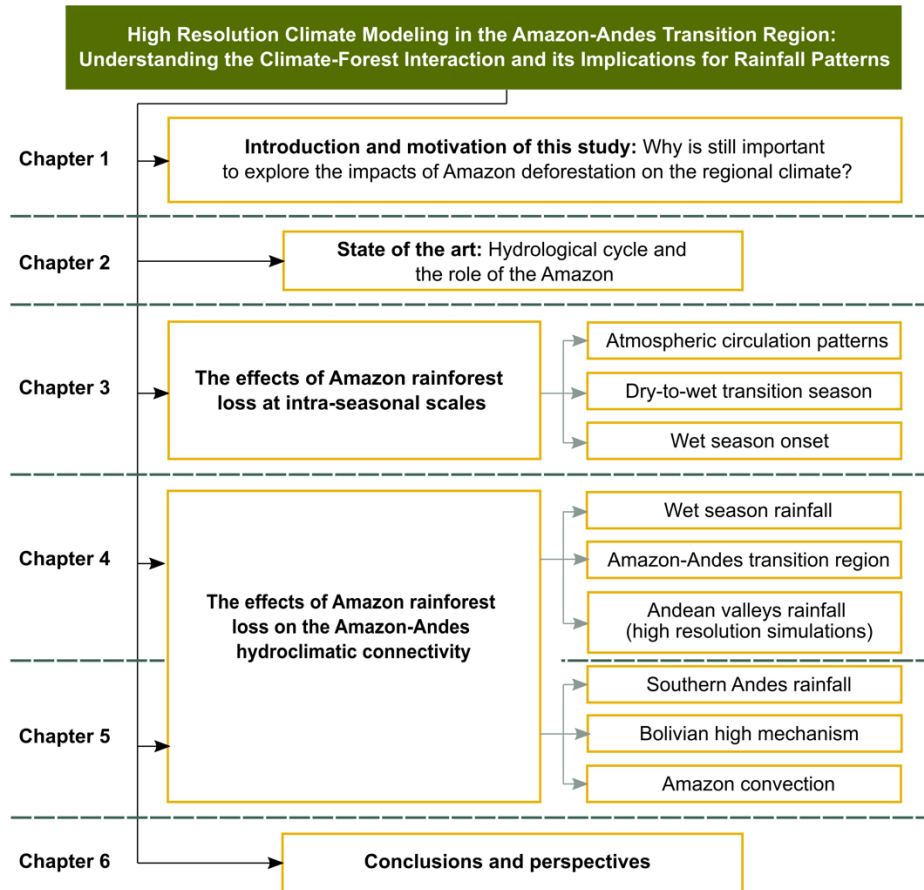 High Resolution Climate Modeling in the Amazon-Andes Transition Region:
Understanding the Climate-Forest Interaction and its Implications for Rainfall Patterns
Chapter 1
Introduction and motivation of this study: Why is still important
to explore the impacts of Amazon deforestation on the regional climate?
Chapter 2
State of the art: Hydrological cycle and
the role of the Amazon
Chapter 3
The effects of Amazon rainforest
loss at intra-seasonal scales
Atmospheric circulation patterns
Dry-to-wet transition season
Wet season onset
Chapter 4
The effects of Amazon rainforest
loss on the Amazon-Andes
hydroclimatic connectivity
Wet season rainfall
Amazon-Andes transition region
Andean valleys rainfall
(high resolution simulations)
Chapter 5
Southern Andes rainfall
Bolivian high mechanism
Amazon convection
Chapter 6
Conclusions and perspectives